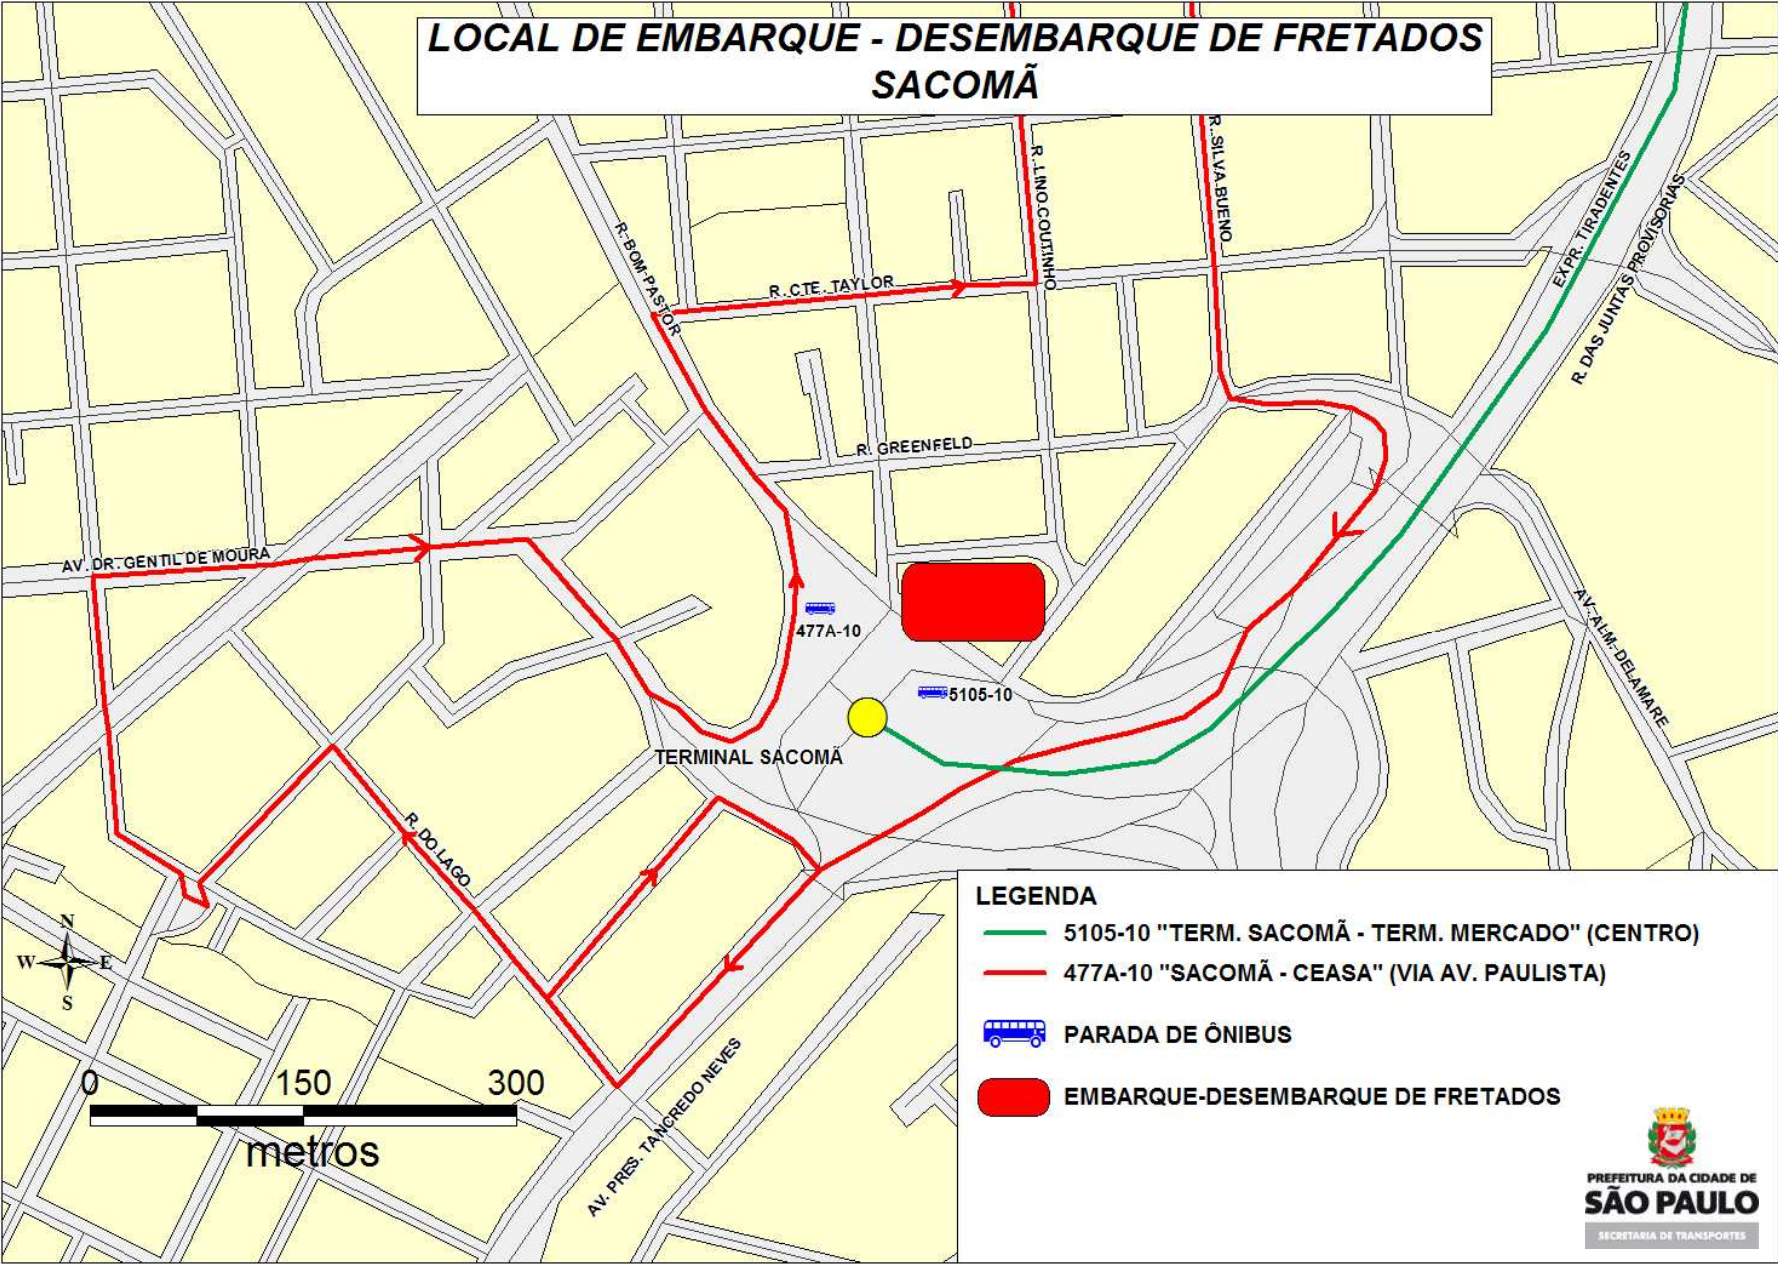 LOCAL DE EMBARQUE - DESEMBARQUE DE FRETADOS
SACOMÃ
R. LINO COUTINHO
R. SILVA BUENO
EXPR. TIRADENTES
R. DAS JUNTAS PROVISORIAS
R. BOM PASTOR
R. CTE. TAYLOR
R. GREENFELD
AV. DR. GENTIL DE MOURA
477A-10
5105-10
AV. ALM. DELAMARE
TERMINAL SACOMÃ
R. DO LAGO
AV. PRES. TANCREDO NEVES
N
W E
S
0 150 300
metros
LEGENDA
5105-10 "TERM. SACOMÃ - TERM. MERCADO" (CENTRO)
477A-10 "SACOMÃ - CEASA" (VIA AV. PAULISTA)
PARADA DE ÔNIBUS
EMBARQUE-DESEMBARQUE DE FRETADOS
PREFEITURA DA CIDADE DE
SÃO PAULO
SECRETARIA DE TRANSPORTES